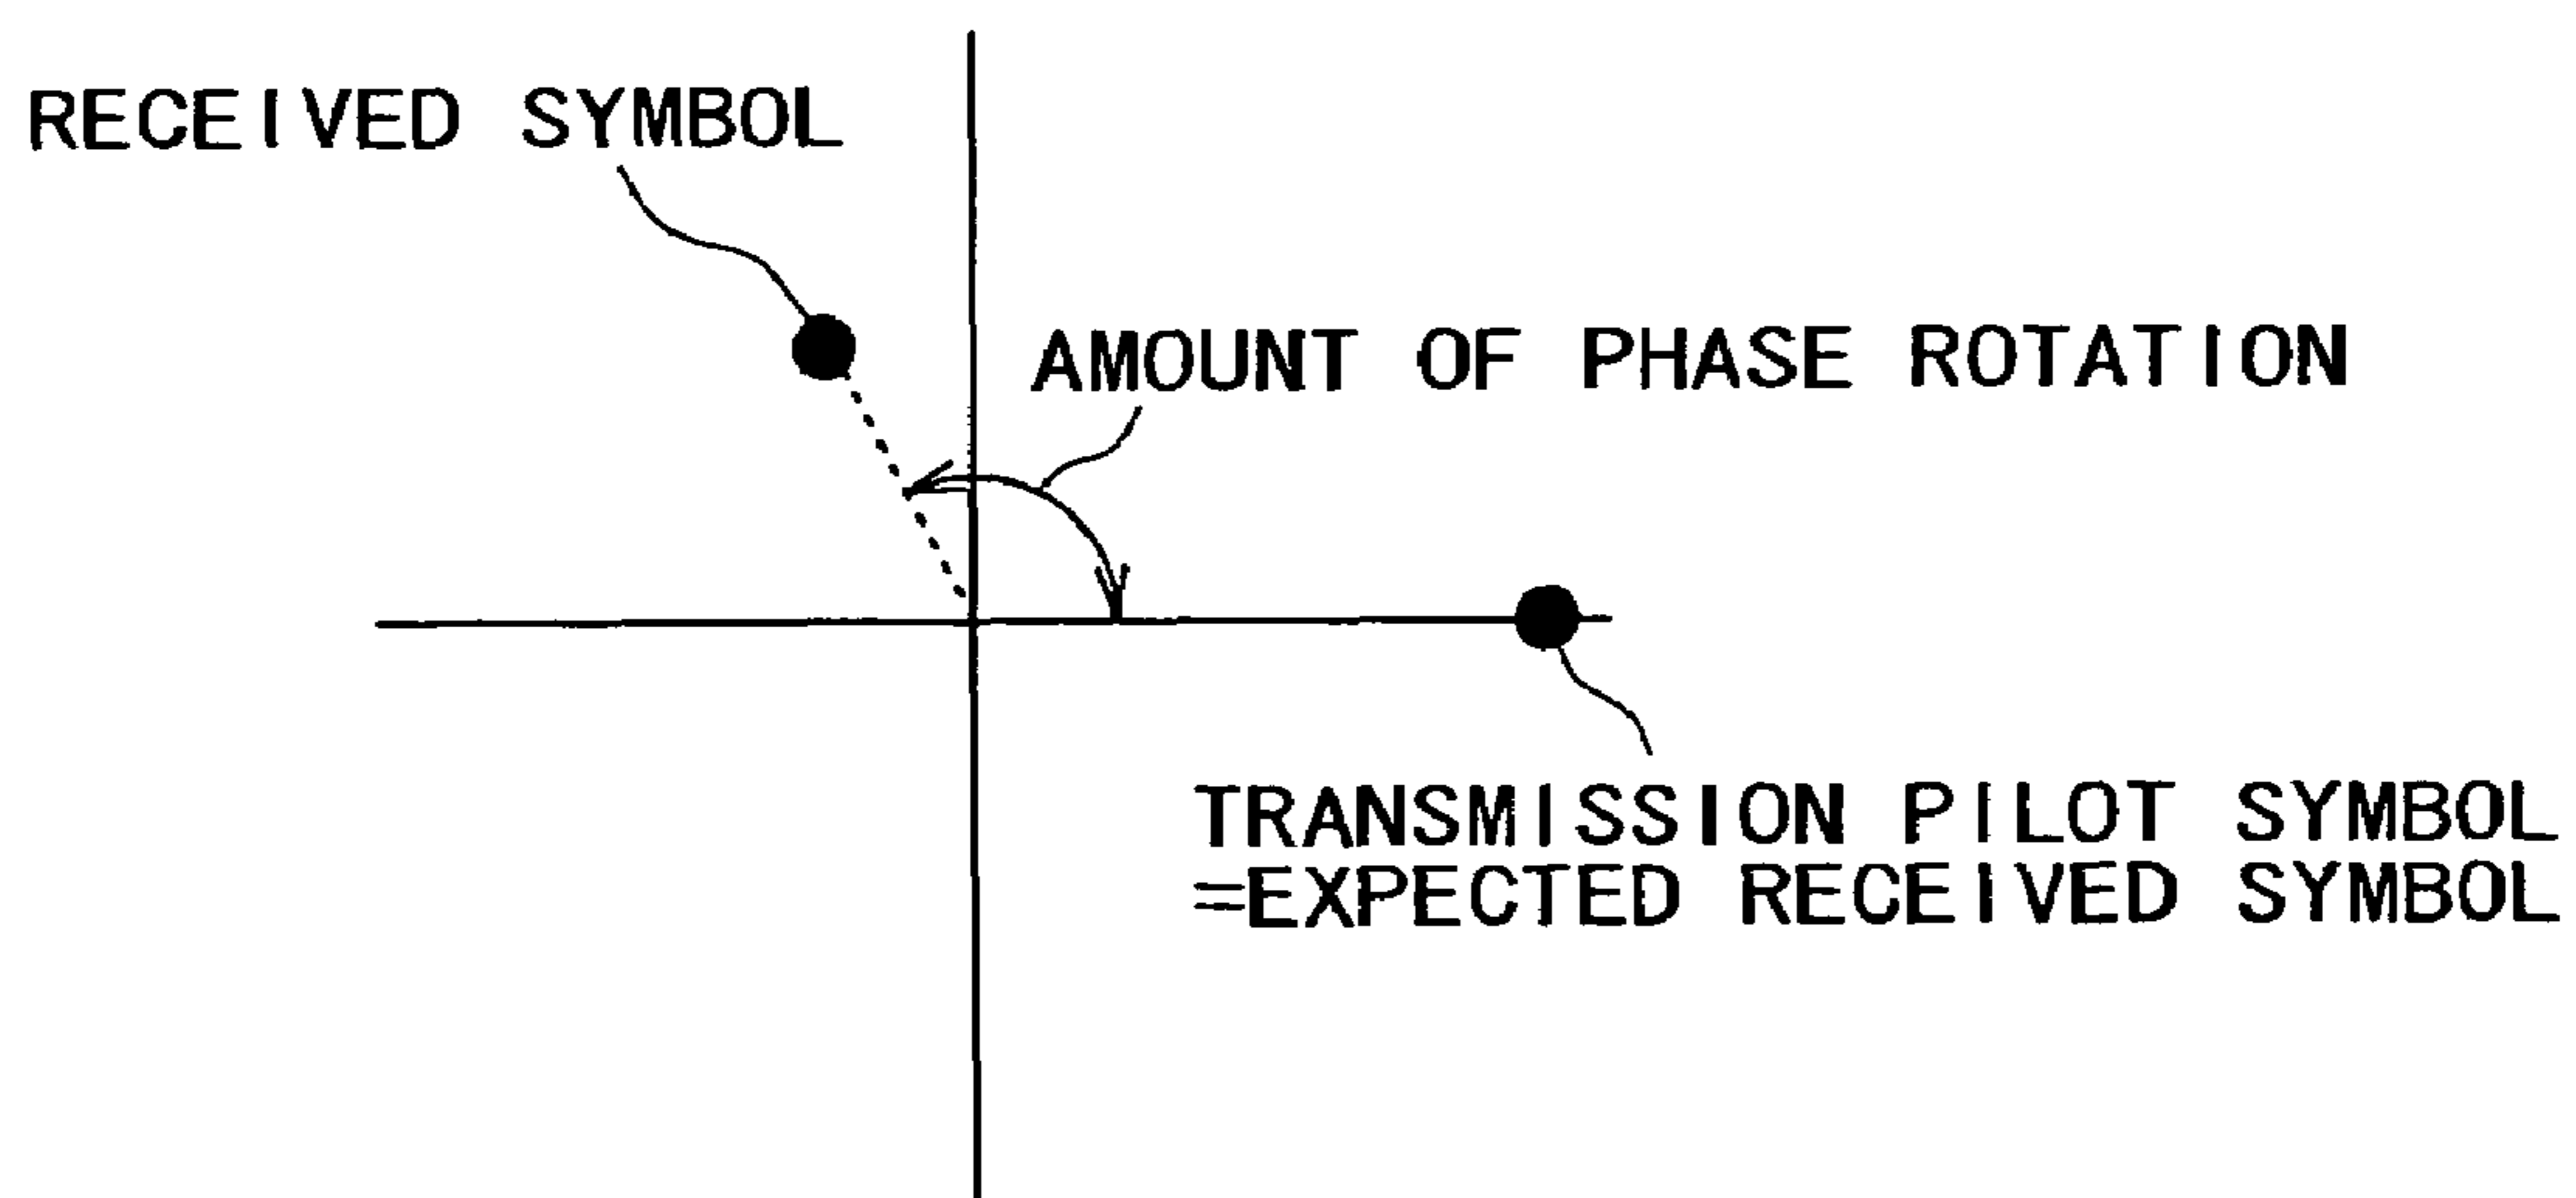 RECEIVED SYMBOL
AMOUNT OF PHASE ROTATION
TRANSMISSION PILOT SYMBOL
=EXPECTED RECEIVED SYMBOL